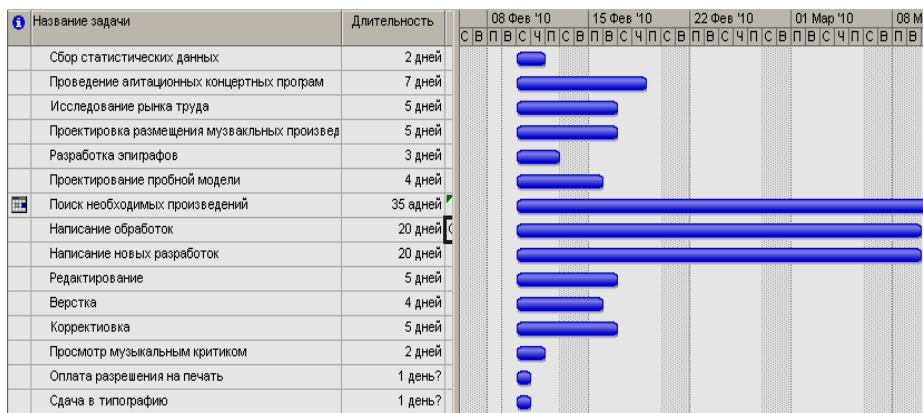 Название задачи Длительность 08 Фев '10 15 Фев '10 22 Фев '10 01 Мар '10 08 М
С В П В С Ч П С В П В С Ч П С В П В С Ч П С В П В С Ч П С В П В
Сбор статистических данных 2 дней
Проведение агитационных концертных програм 7 дней
Исследование рынка труда 5 дней
Проектировка размещения музвакльных произвед 5 дней
Разработка эпиграфов 3 дней
Проектирование пробной модели 4 дней
Поиск необходимых произведений 35 адней
Написание обработок 20 дней
Написание новых разработок 20 дней
Редактирование 5 дней
Верстка 4 дней
Корректиовка 5 дней
Просмотр музыкальным критиком 2 дней
Оплата разрешения на печать 1 день?
Сдача в типографию 1 день?